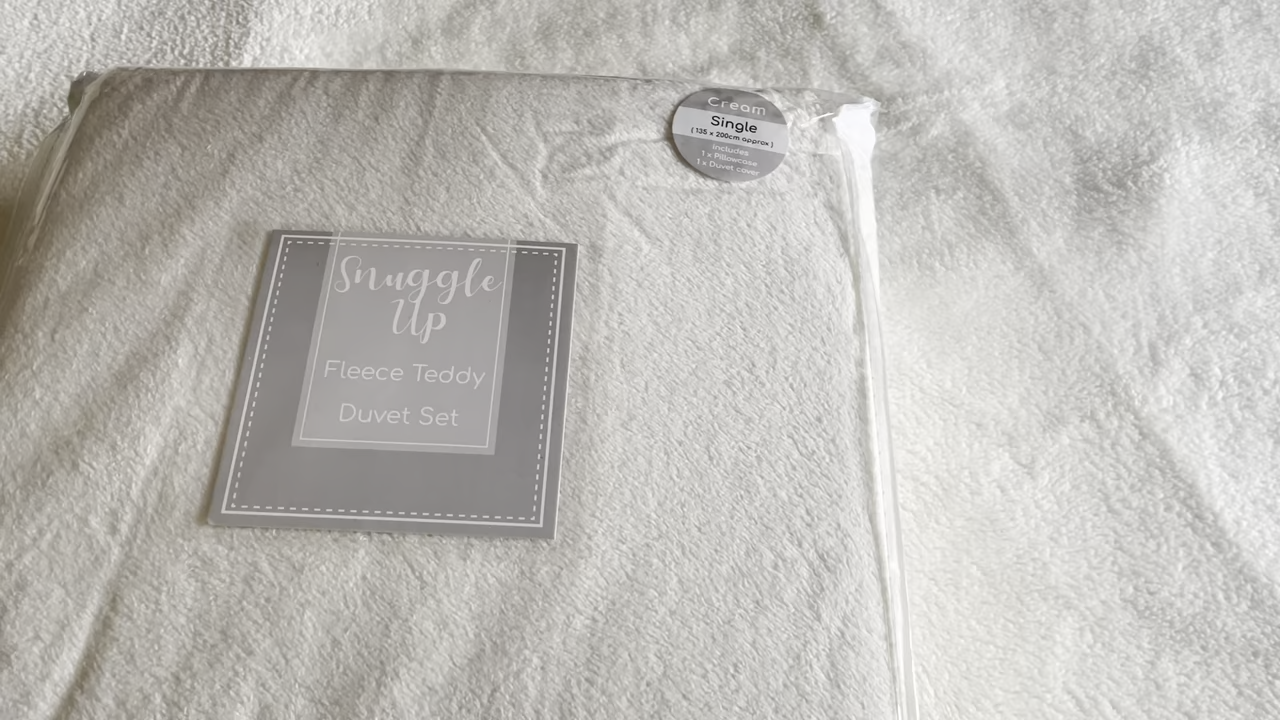 Cream
Single
( 135 x 200cm approx )
Includes
1 x Pillowcase
1 x Duvet cover
Snuggle
Up
Fleece Teddy
Duvet Set